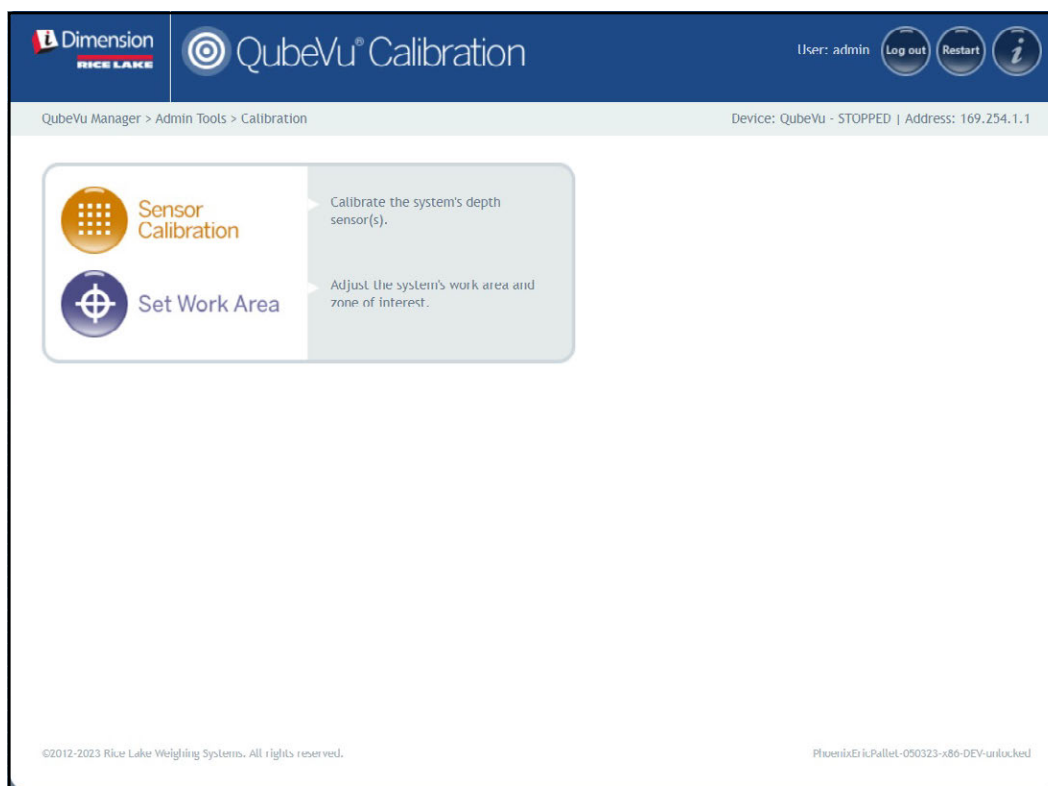 i Dimension
RICE LAKE
QubeVu® Calibration
User: admin
Log out
Restart
i
QubeVu Manager > Admin Tools > Calibration
Device: QubeVu - STOPPED | Address: 169.254.1.1
Sensor
Calibration
Calibrate the system's depth
sensor(s).
Set Work Area
Adjust the system's work area and
zone of interest.
©2012-2023 Rice Lake Weighing Systems. All rights reserved.
PhoenixEricPallet-050323-x86-DEV-unlocked